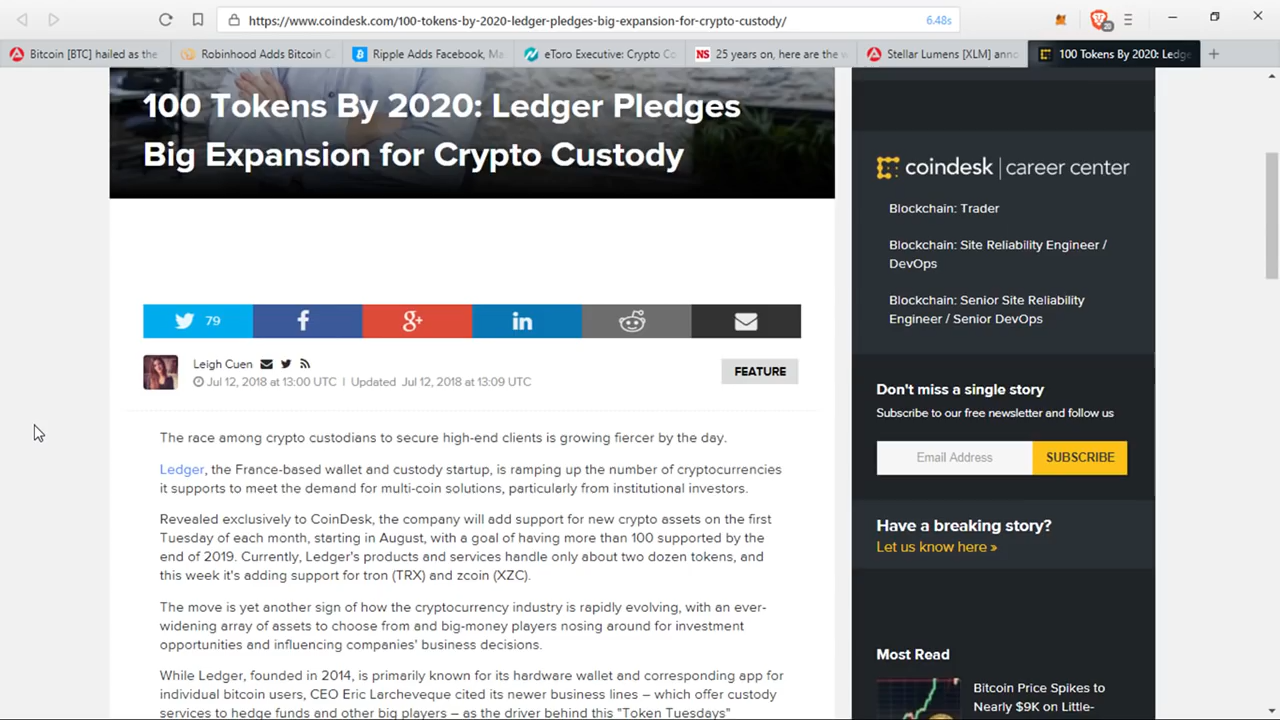 https://www.coindesk.com/100-tokens-by-2020-ledger-pledges-big-expansion-for-crypto-custody/
6.48s
20
Bitcoin [BTC] hailed as the
Robinhood Adds Bitcoin C
Ripple Adds Facebook, Ma
eToro Executive: Crypto Co
NS
25 years on, here are the w
Stellar Lumens [XLM] anno
100 Tokens By 2020: Ledge
100 Tokens By 2020: Ledger Pledges
Big Expansion for Crypto Custody
79
Leigh Cuen
Jul 12, 2018 at 13:00 UTC | Updated Jul 12, 2018 at 13:09 UTC
FEATURE
The race among crypto custodians to secure high-end clients is growing fiercer by the day.
Ledger, the France-based wallet and custody startup, is ramping up the number of cryptocurrencies
it supports to meet the demand for multi-coin solutions, particularly from institutional investors.
Revealed exclusively to CoinDesk, the company will add support for new crypto assets on the first
Tuesday of each month, starting in August, with a goal of having more than 100 supported by the
end of 2019. Currently, Ledger's products and services handle only about two dozen tokens, and
this week it's adding support for tron (TRX) and zcoin (XZC).
The move is yet another sign of how the cryptocurrency industry is rapidly evolving, with an ever-
widening array of assets to choose from and big-money players nosing around for investment
opportunities and influencing companies' business decisions.
While Ledger, founded in 2014, is primarily known for its hardware wallet and corresponding app for
individual bitcoin users, CEO Eric Larcheveque cited its newer business lines – which offer custody
services to hedge funds and other big players – as the driver behind this "Token Tuesdays"
coindesk | career center
Blockchain: Trader
Blockchain: Site Reliability Engineer /
DevOps
Blockchain: Senior Site Reliability
Engineer / Senior DevOps
Don't miss a single story
Subscribe to our free newsletter and follow us
Email Address
SUBSCRIBE
Have a breaking story?
Let us know here »
Most Read
Bitcoin Price Spikes to
Nearly $9K on Little-